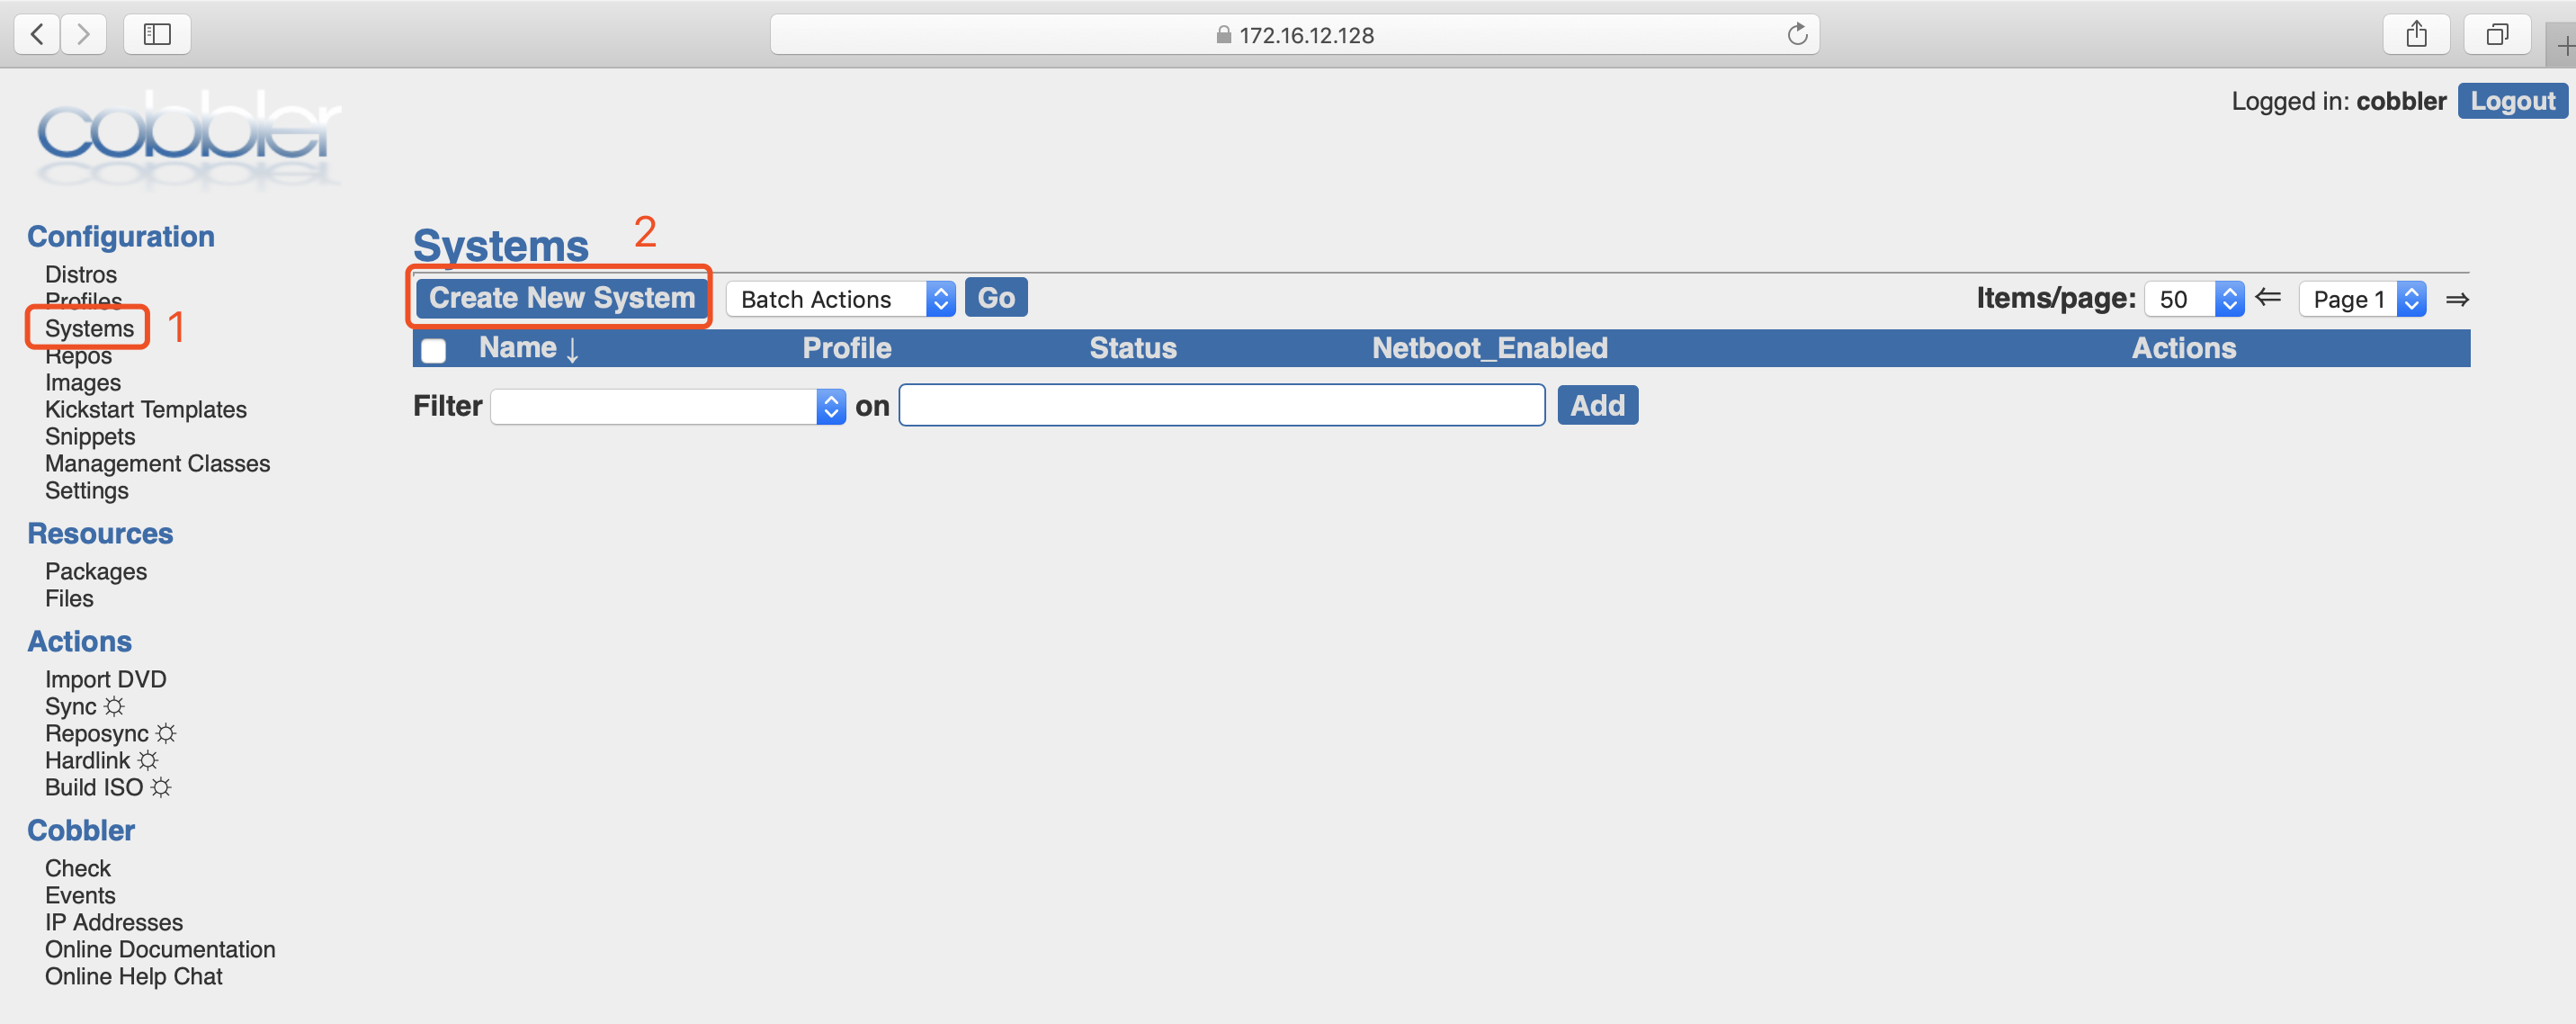 172.16.12.128
cobbler
Logged in: cobbler Logout
Configuration
Distros
Profiles
Systems 1
Repos
Images
Kickstart Templates
Snippets
Management Classes
Settings
Resources
Packages
Files
Actions
Import DVD
Sync
Reposync
Hardlink
Build ISO
Cobbler
Check
Events
IP Addresses
Online Documentation
Online Help Chat
Systems 2
Create New System Batch Actions Go Items/page: 50 ⇐ Page 1 ⇒
Name ↓ Profile Status Netboot_Enabled Actions
Filter on Add